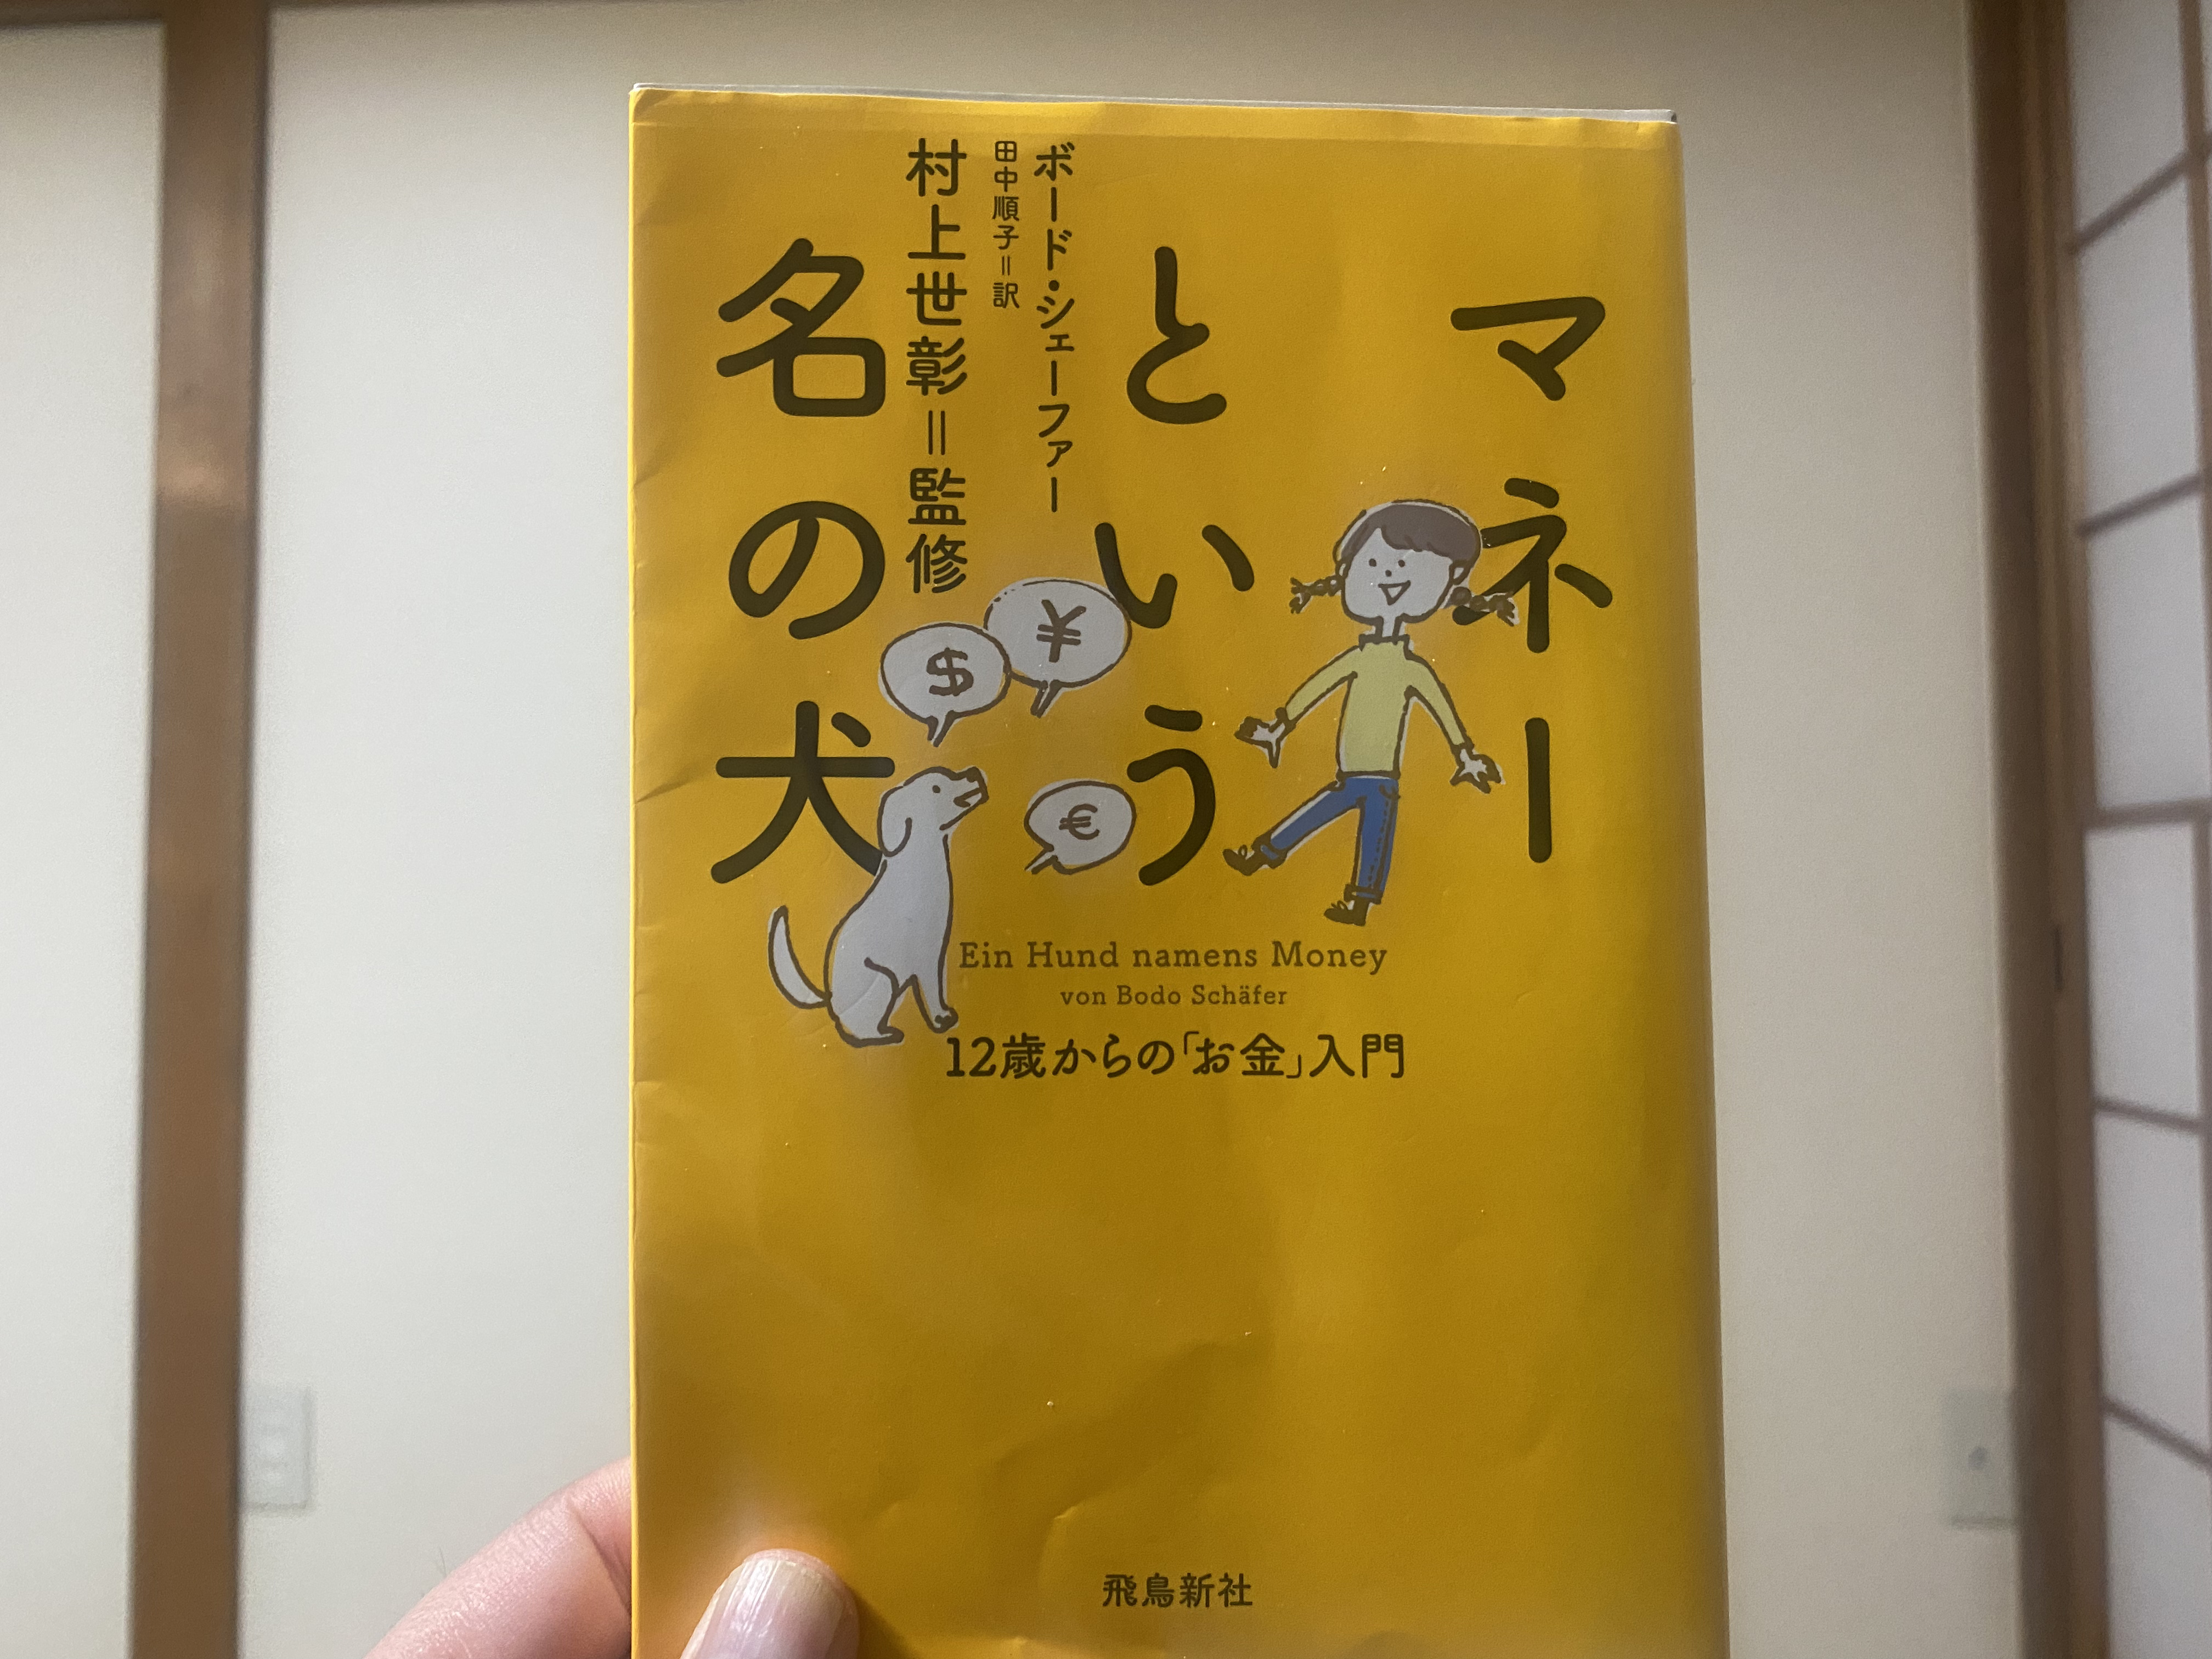 マネー
という
名の犬
ボード・シェーファー
田中順子=訳
村上世彰=監修
¥
$
€
Ein Hund namens Money
von Bodo Schäfer
12歳からの「お金」入門
飛鳥新社